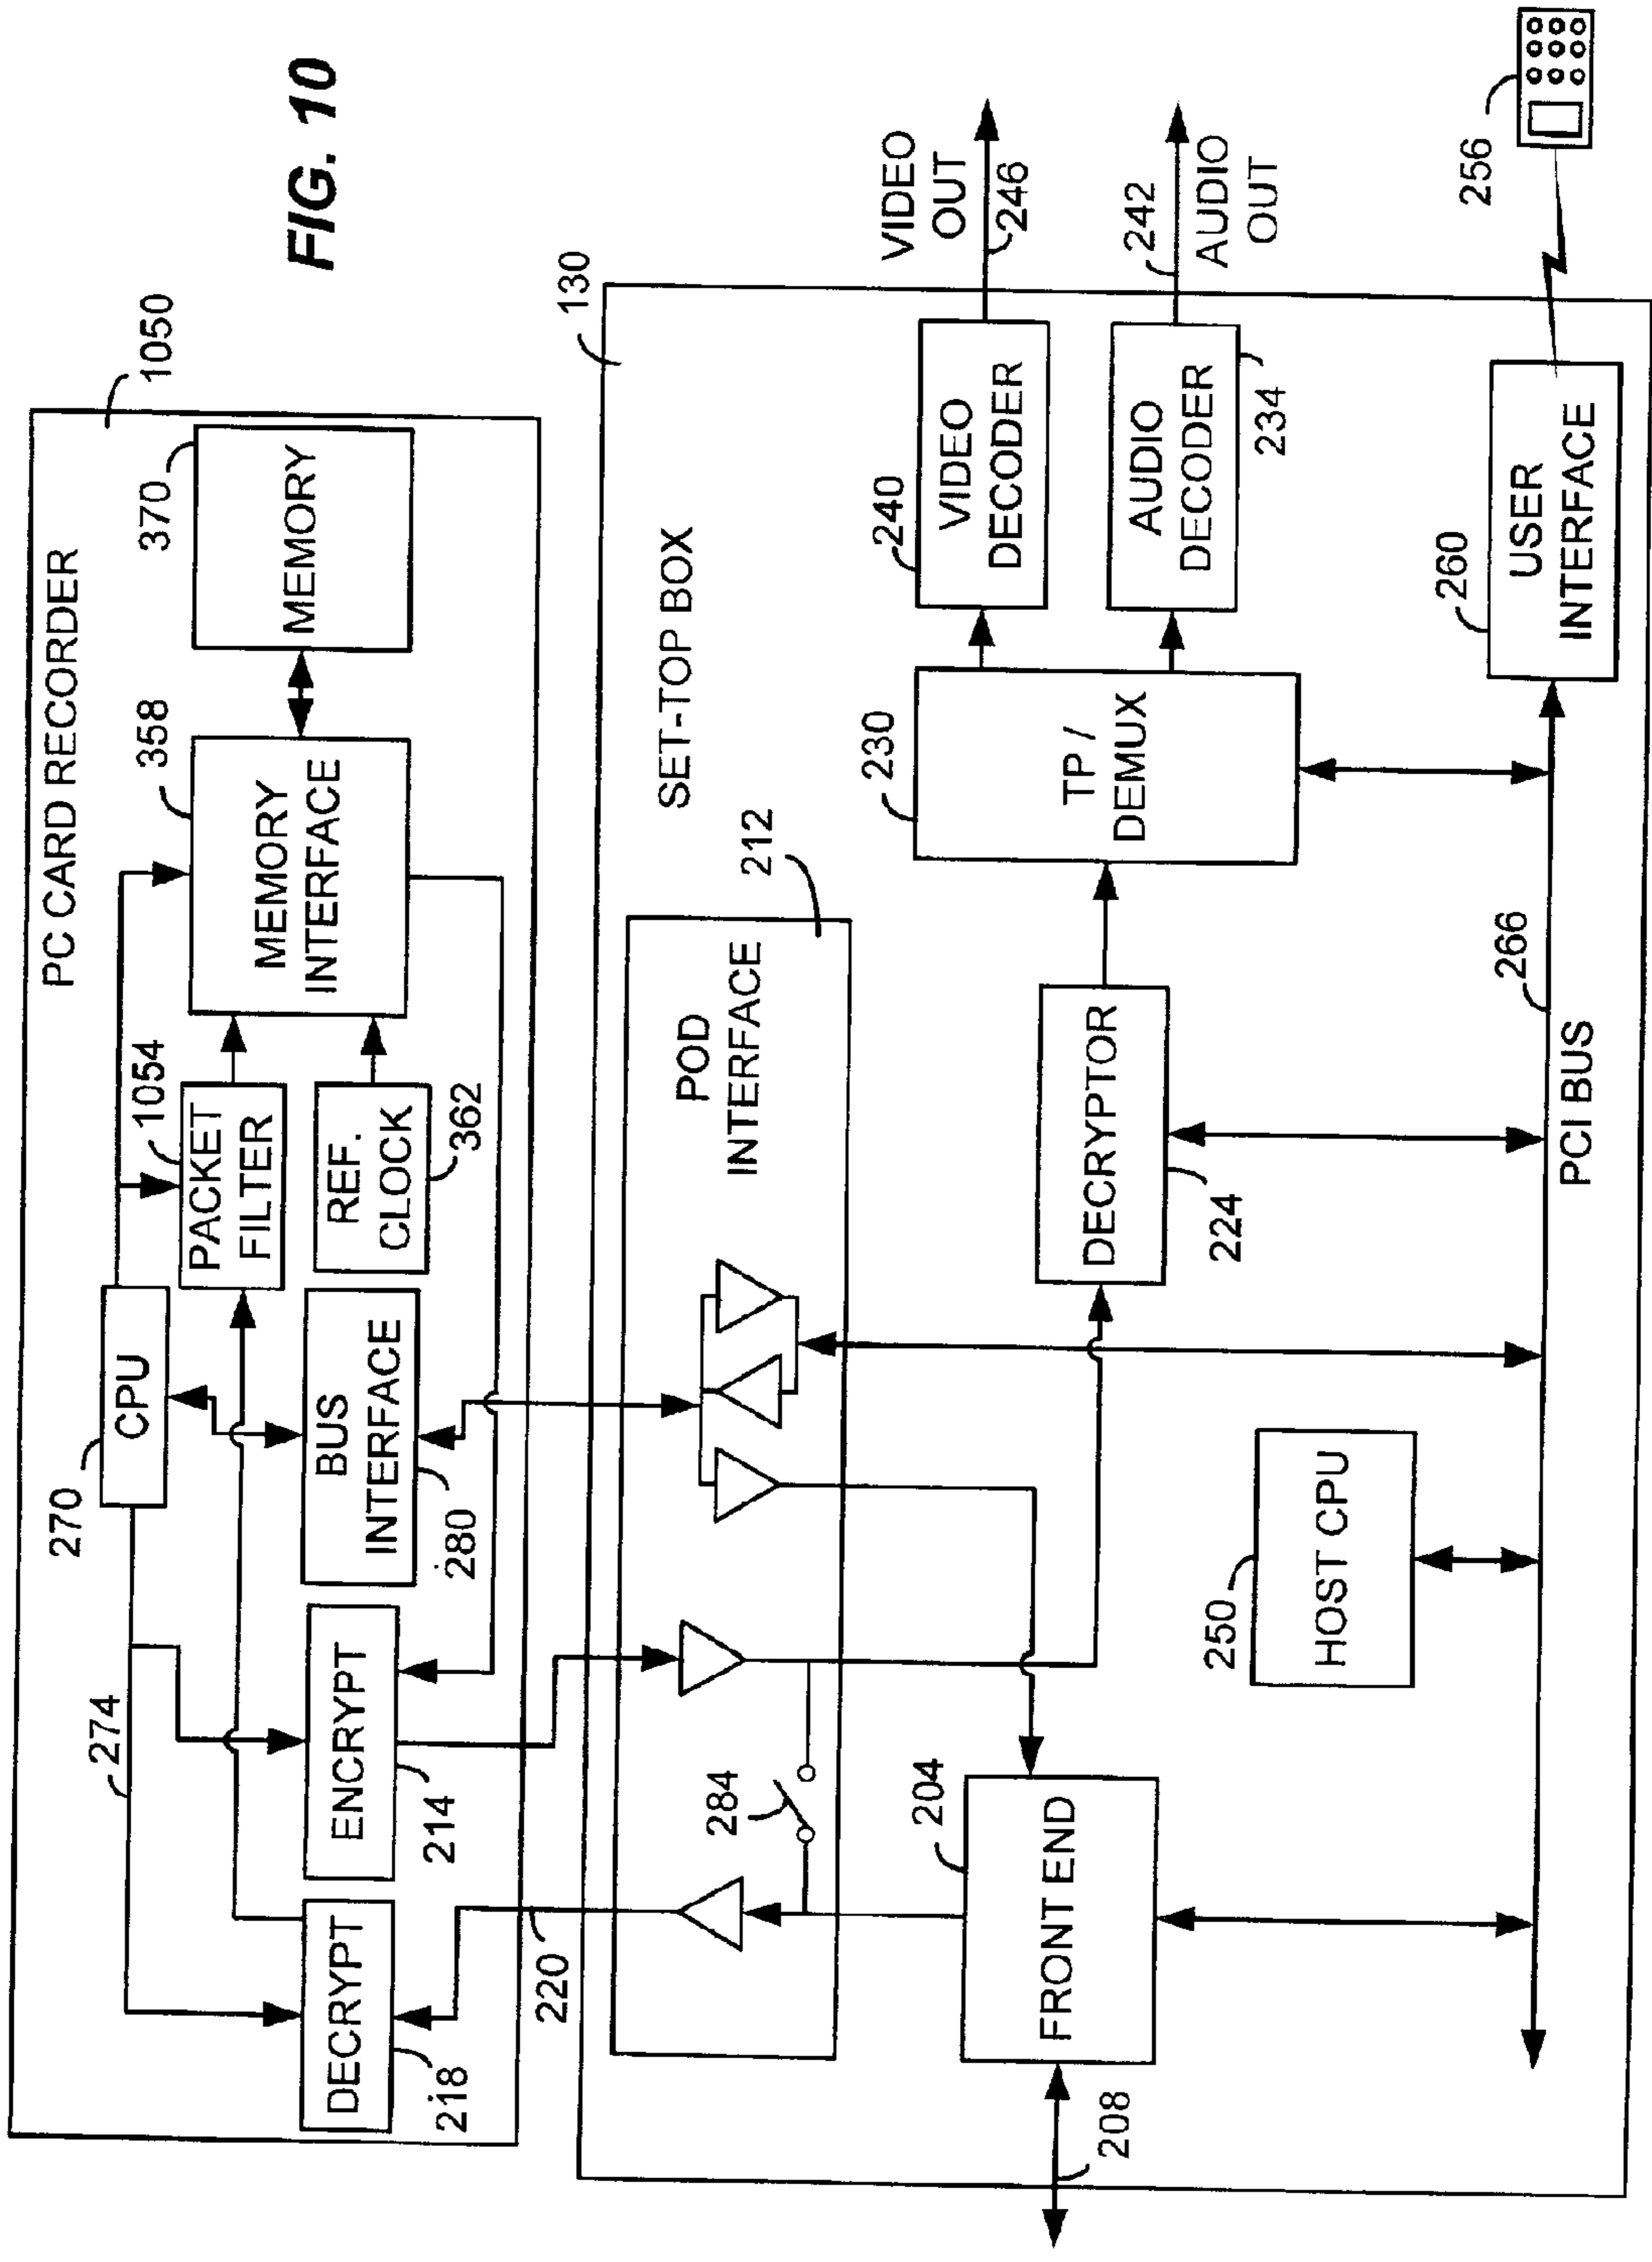 FIG. 10
PC CARD RECORDER
1050
270
CPU
274
1054
PACKET
FILTER
358
MEMORY
INTERFACE
370
MEMORY
REF.
CLOCK
362
BUS
INTERFACE
280
ENCRYPT
214
DECRYPT
218
220
SET-TOP BOX
130
POD
INTERFACE
212
284
204
FRONT END
208
DECRYPTOR
224
230
TP /
DEMUX
240
VIDEO
DECODER
VIDEO
OUT
246
AUDIO
DECODER
234
242
AUDIO
OUT
250
HOST CPU
PCI BUS
266
260
USER
INTERFACE
256